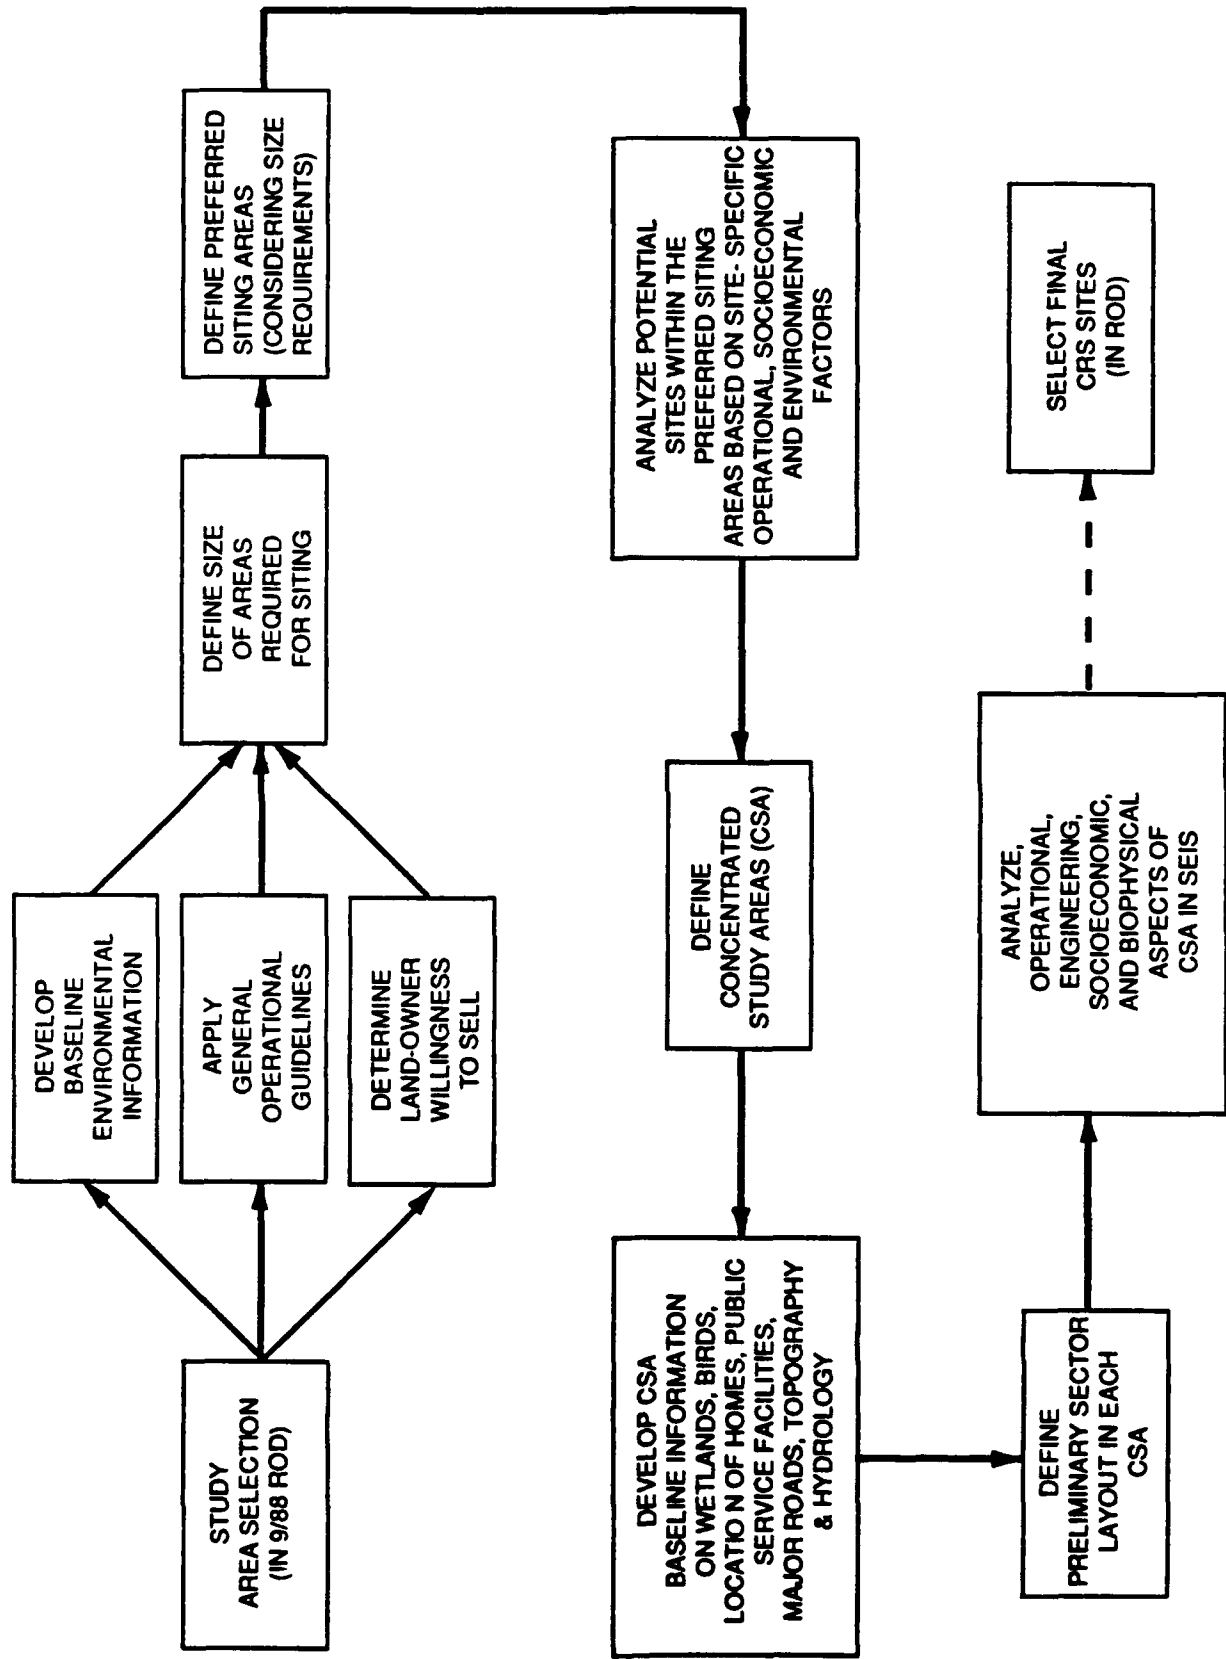 STUDY
AREA SELECTION
(IN 9/88 ROD)
DEVELOP
BASELINE
ENVIRONMENTAL
INFORMATION
APPLY
GENERAL
OPERATIONAL
GUIDELINES
DETERMINE
LAND-OWNER
WILLINGNESS
TO SELL
DEFINE SIZE
OF AREAS
REQUIRED
FOR SITING
DEFINE PREFERRED
SITING AREAS
(CONSIDERING SIZE
REQUIREMENTS)
ANALYZE POTENTIAL
SITES WITHIN THE
PREFERRED SITING
AREAS BASED ON SITE- SPECIFIC
OPERATIONAL, SOCIOECONOMIC
AND ENVIRONMENTAL
FACTORS
DEFINE
CONCENTRATED
STUDY AREAS (CSA)
DEVELOP CSA
BASELINE INFORMATION
ON WETLANDS, BIRDS,
LOCATIO N OF HOMES, PUBLIC
SERVICE FACILITIES,
MAJOR ROADS, TOPOGRAPHY
& HYDROLOGY
DEFINE
PRELIMINARY SECTOR
LAYOUT IN EACH
CSA
ANALYZE,
OPERATIONAL,
ENGINEERING,
SOCIOECONOMIC,
AND BIOPHYSICAL
ASPECTS OF
CSA IN SEIS
SELECT FINAL
CRS SITES
(IN ROD)